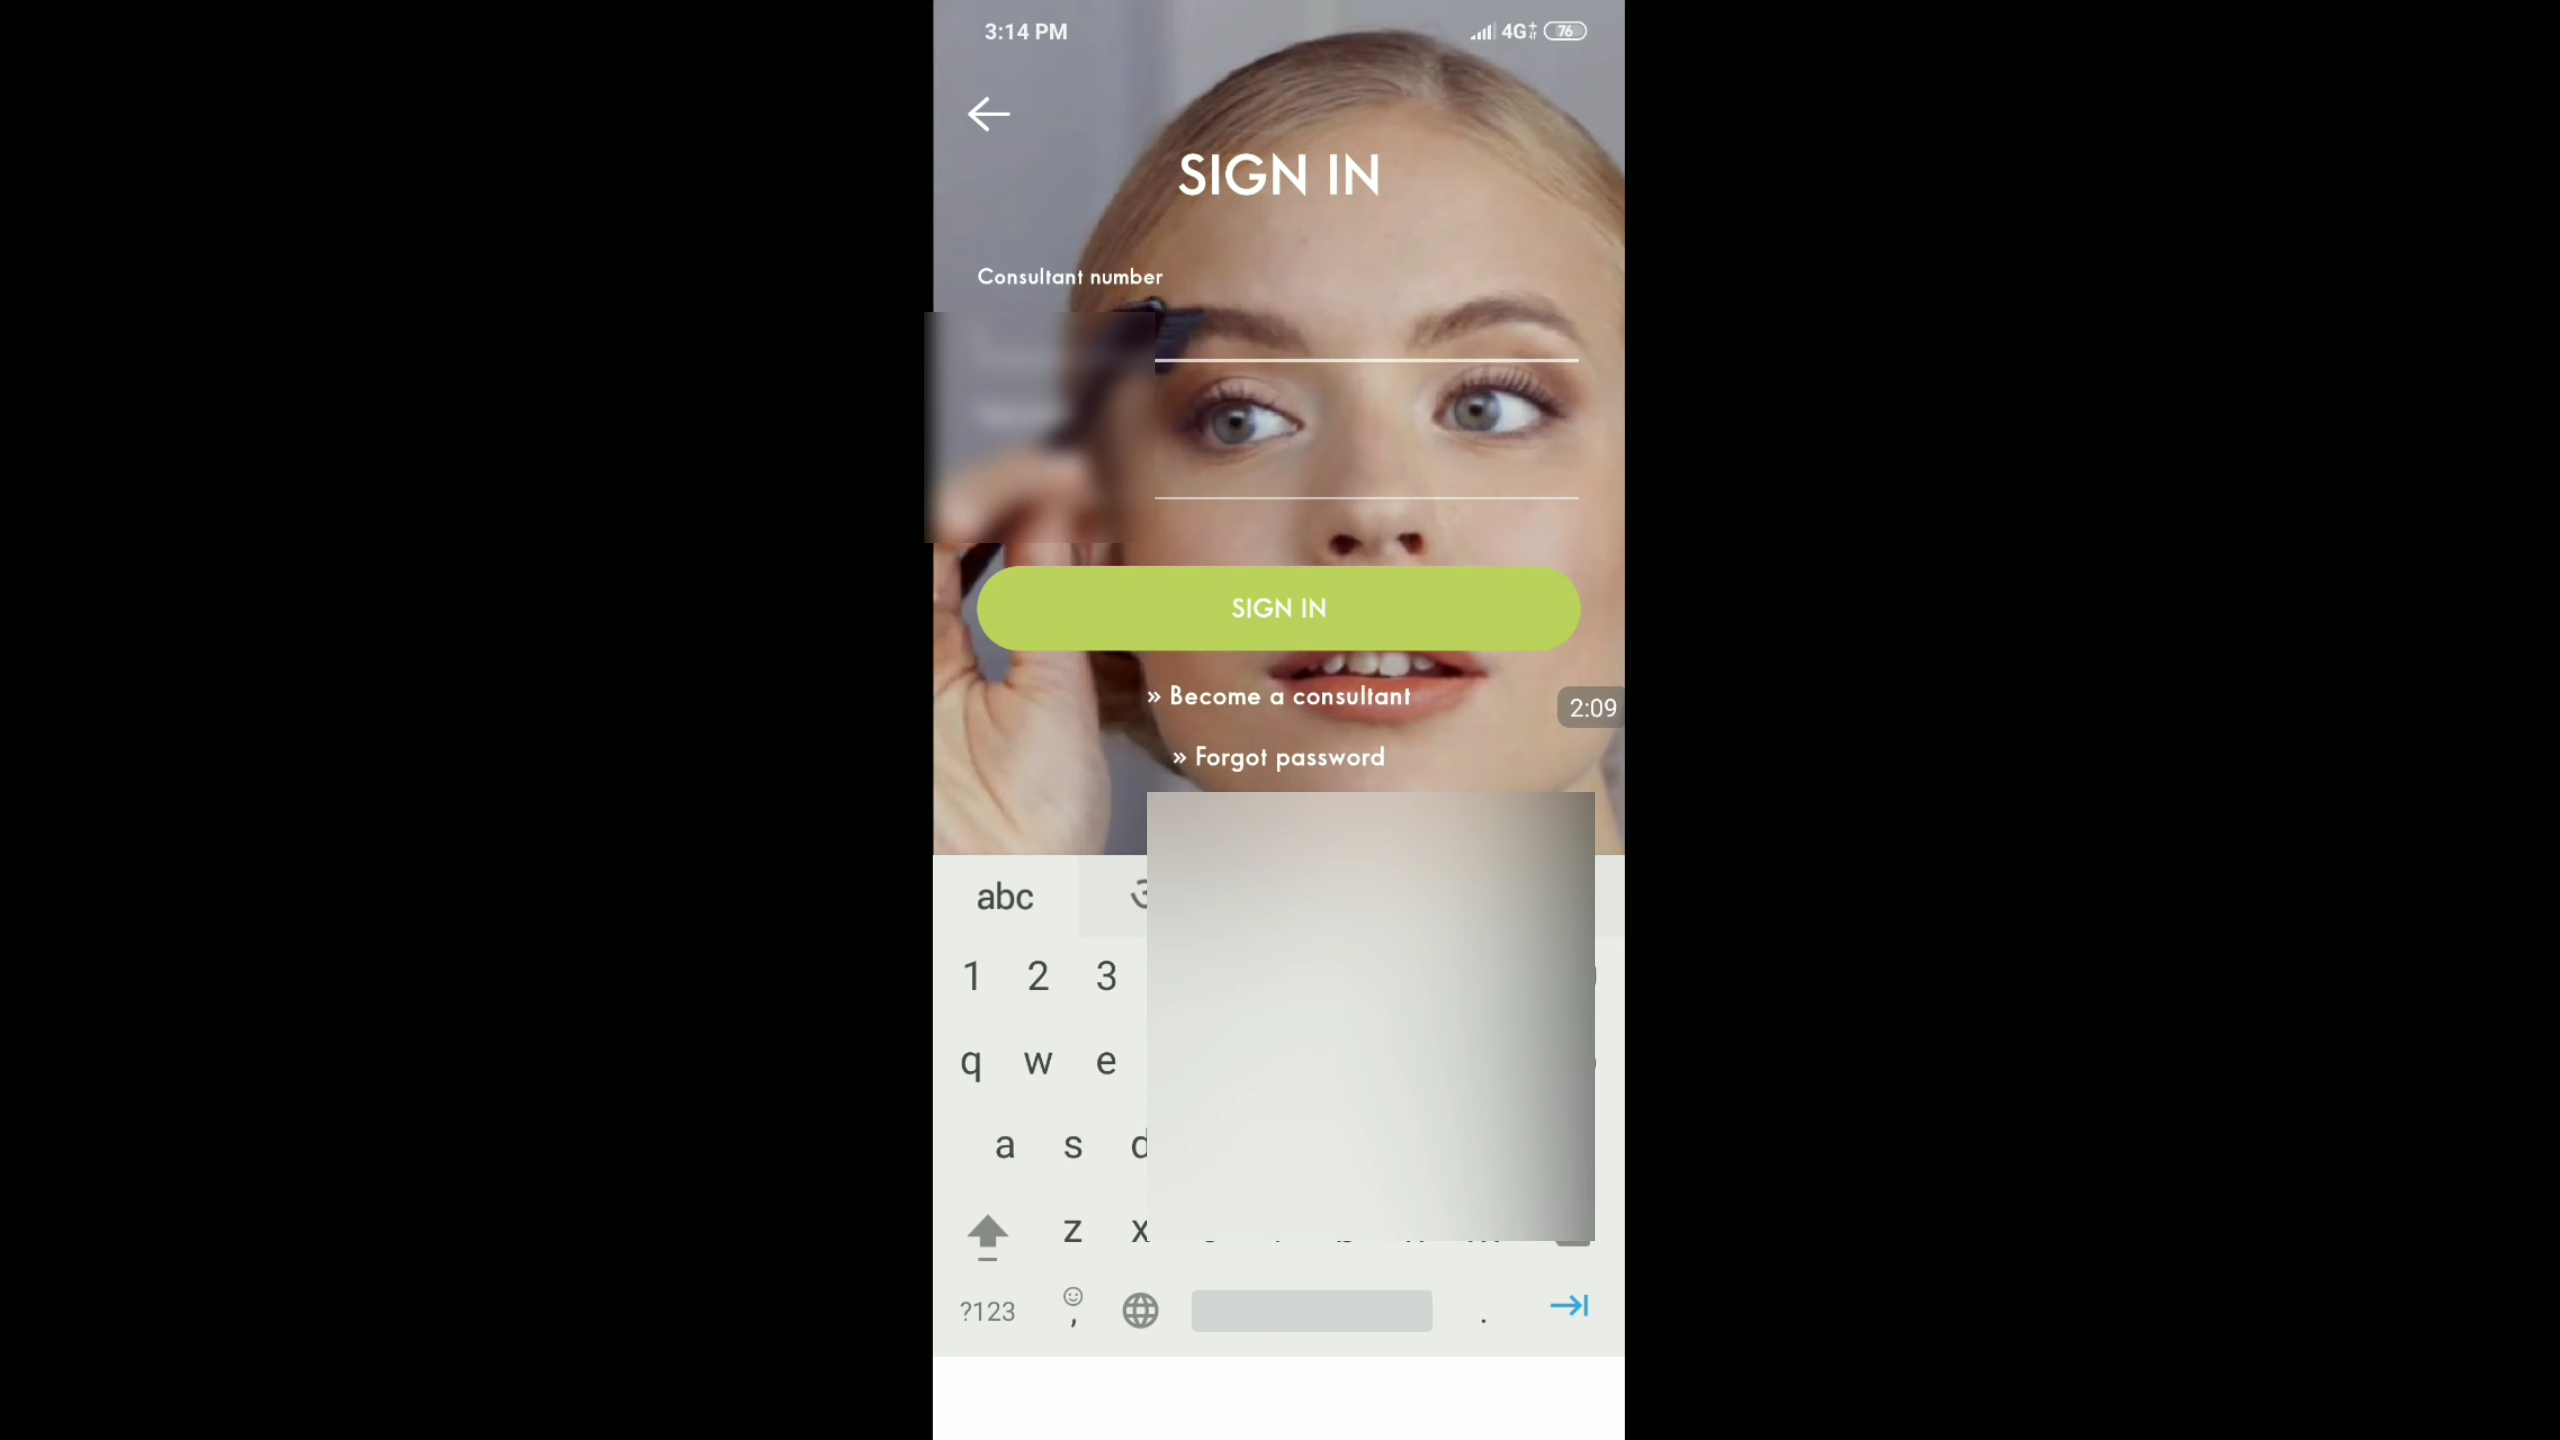 3:14 PM
4G+
76
SIGN IN
Consultant number
SIGN IN
» Become a consultant
2:09
» Forgot password
abc
1 2 3
q w e
a s d
z x
?123 , .